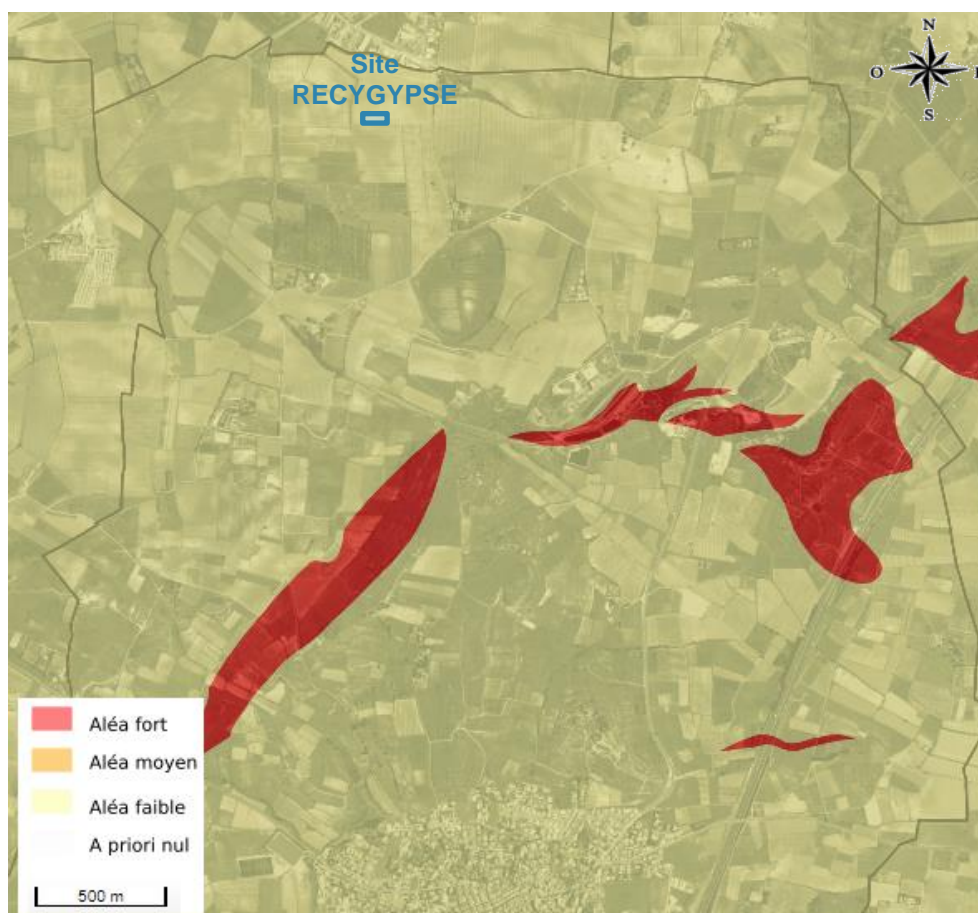 Site
RECYGYPSE
N
O
E
S
Aléa fort
Aléa moyen
Aléa faible
A priori nul
500 m